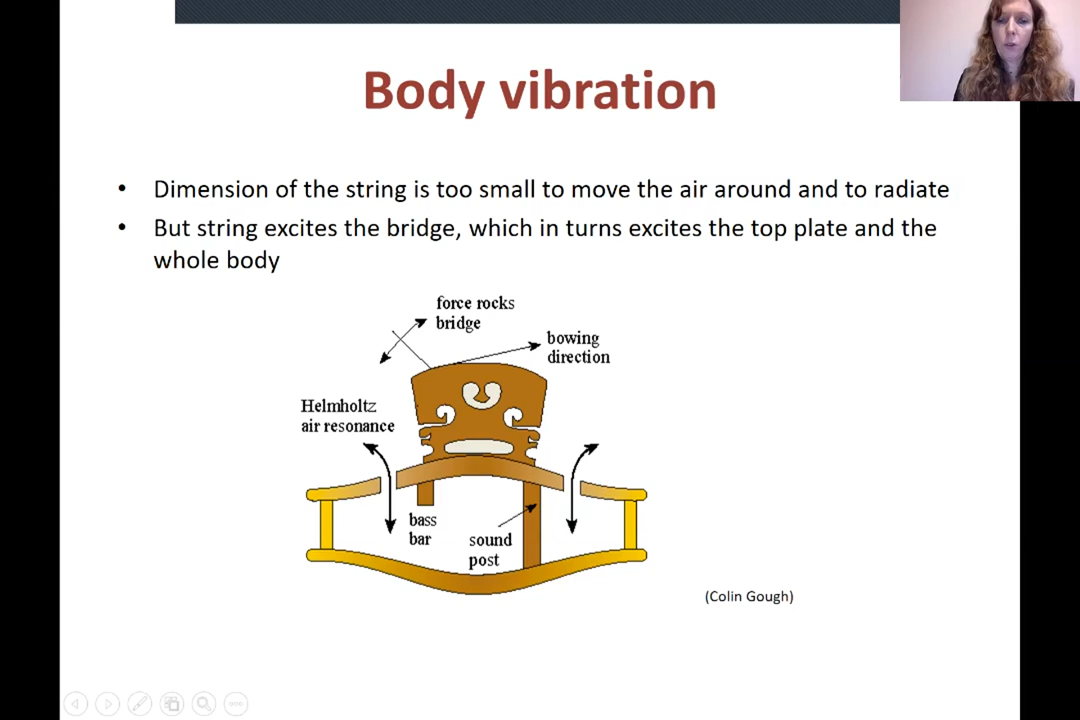 Body vibration
• Dimension of the string is too small to move the air around and to radiate
• But string excites the bridge, which in turns excites the top plate and the
whole body
force rocks
bridge
bowing
direction
Helmholtz
air resonance
bass
bar
sound
post
(Colin Gough)